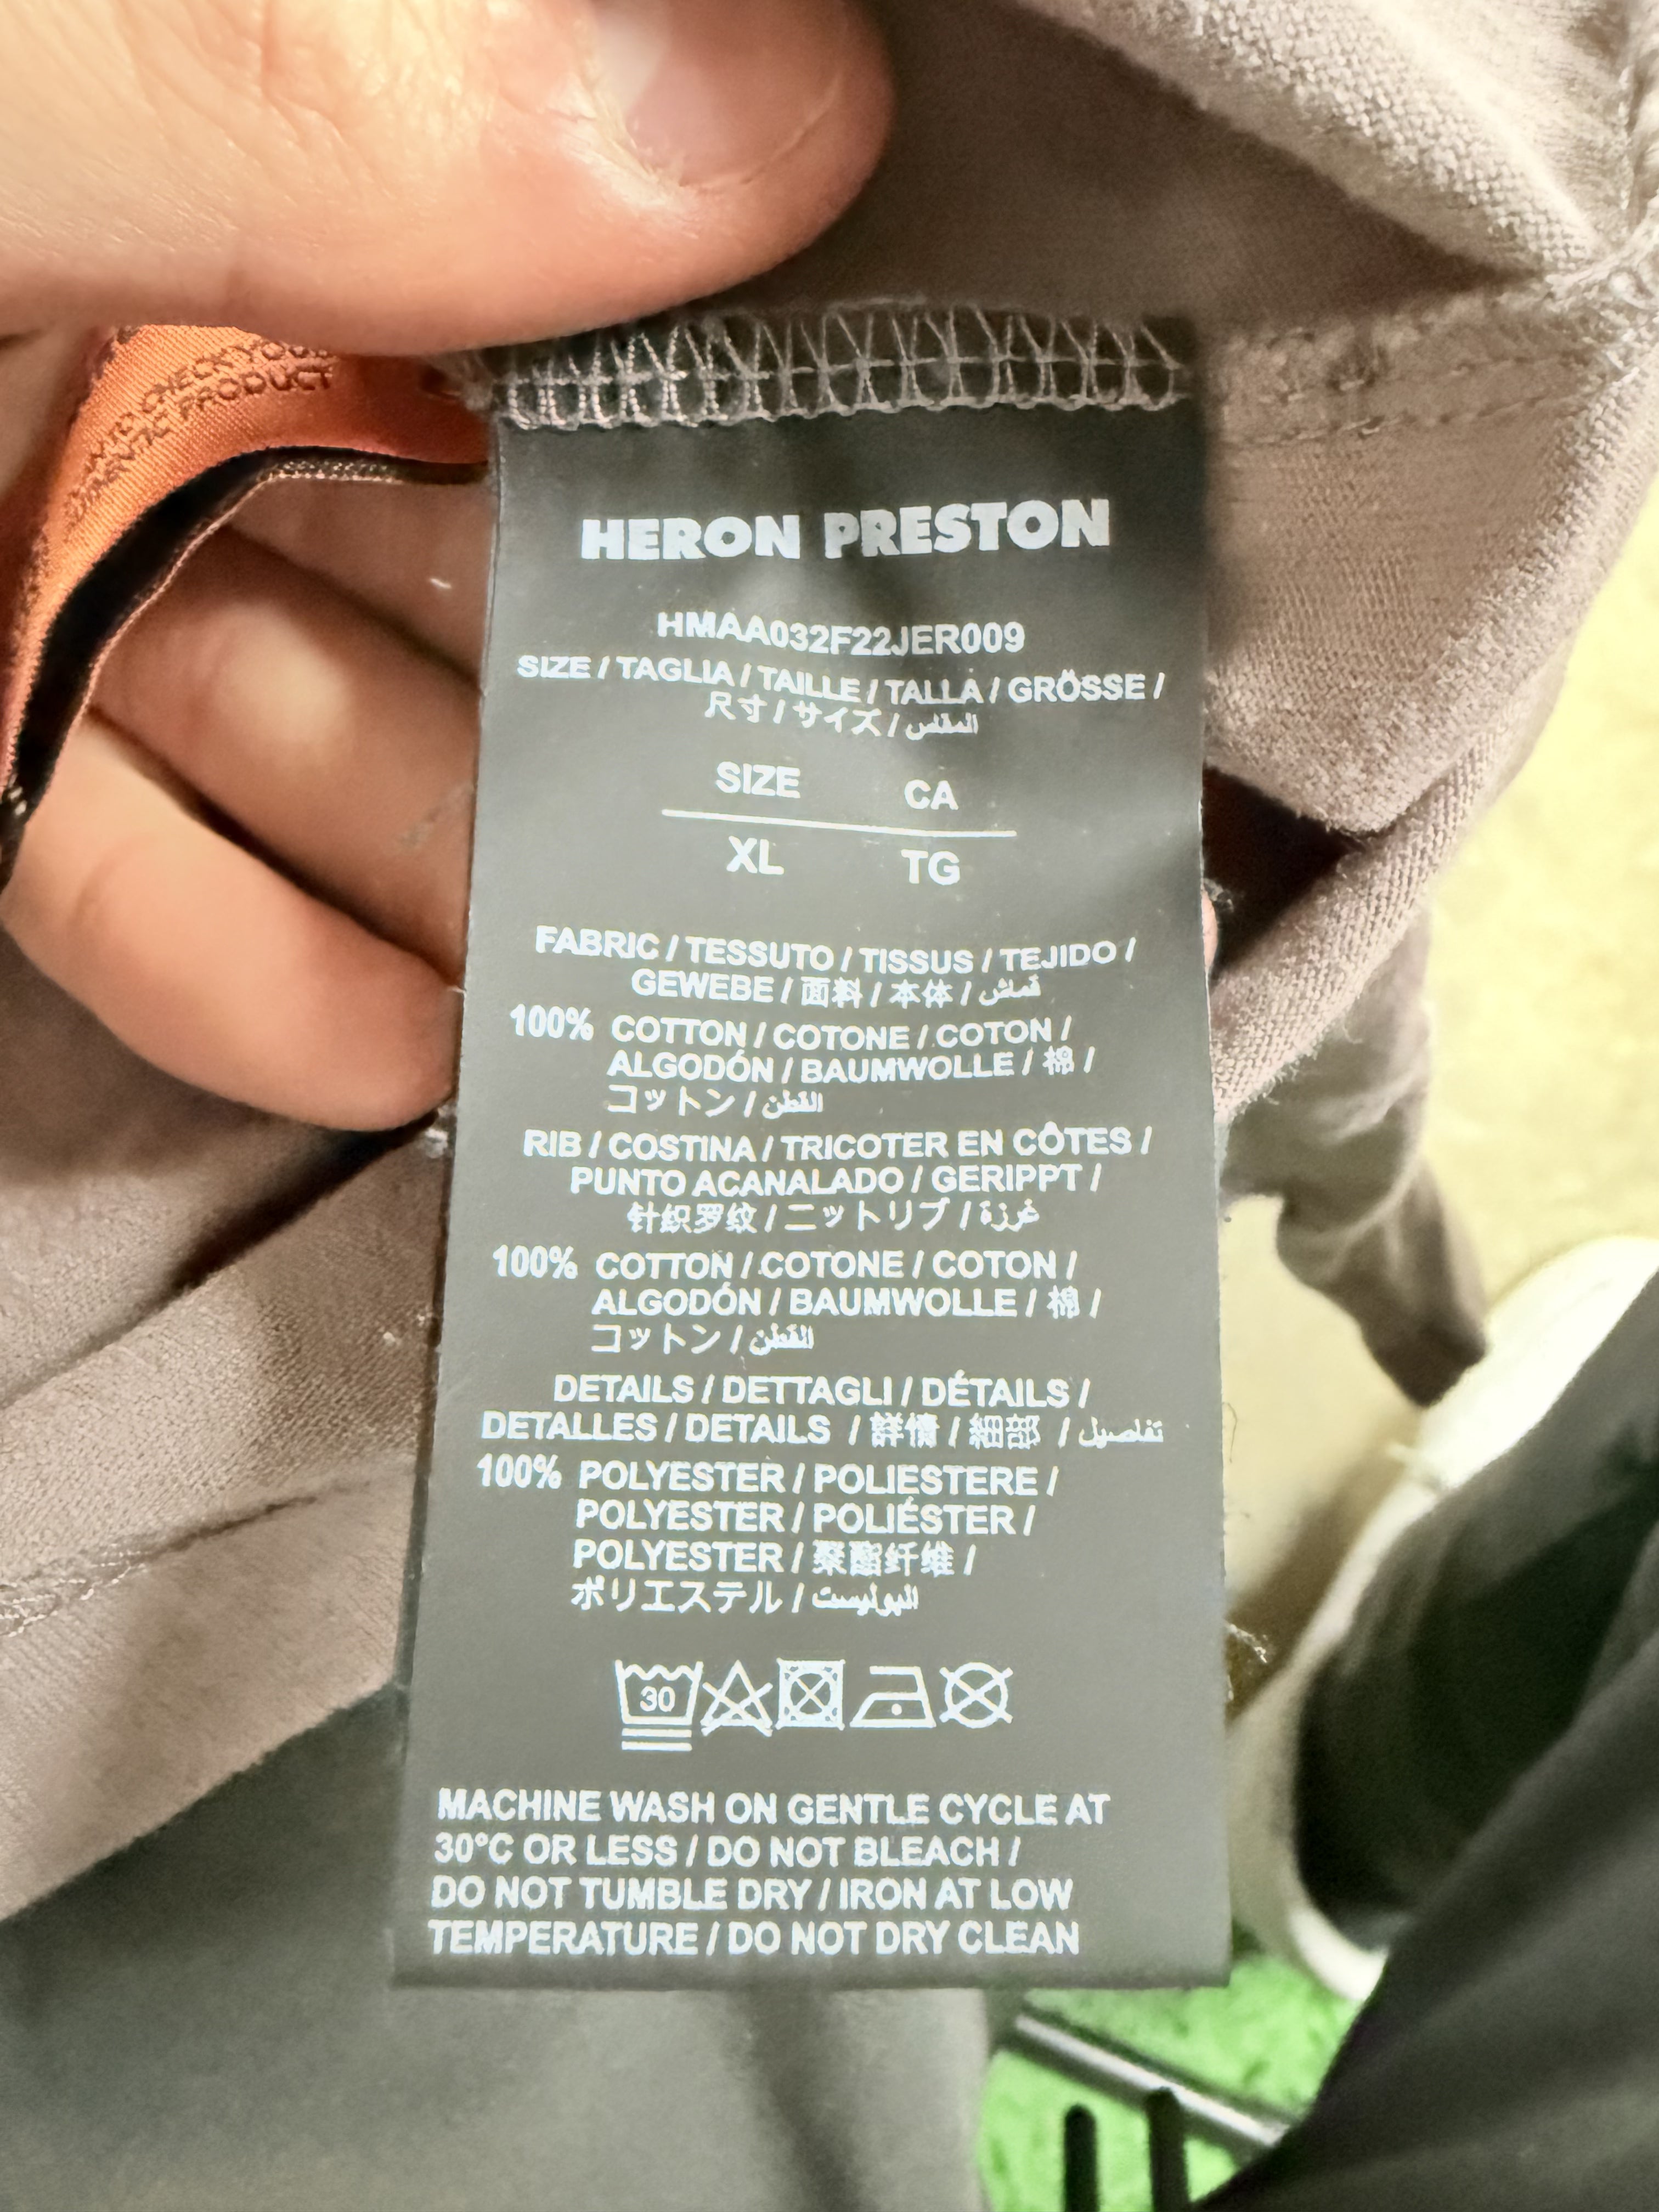 CHECK YOUR
PRODUCT
HERON PRESTON
HMAA032F22JER009
SIZE / TAGLIA / TAILLE / TALLA / GRÖSSE /
尺寸 / サイズ / المقاس
SIZE CA
XL TG
FABRIC / TESSUTO / TISSUS / TEJIDO /
GEWEBE / 面料 / 本体 / قماش
100% COTTON / COTONE / COTON /
ALGODÓN / BAUMWOLLE / 棉 /
コットン / القطن
RIB / COSTINA / TRICOTER EN CÔTES /
PUNTO ACANALADO / GERIPPT /
针织罗纹 / ニットリブ / غرزة
100% COTTON / COTONE / COTON /
ALGODÓN / BAUMWOLLE / 棉 /
コットン / القطن
DETAILS / DETTAGLI / DÉTAILS /
DETALLES / DETAILS / 詳情 / 細部 / تفاصيل
100% POLYESTER / POLIESTERE /
POLYESTER / POLIÉSTER /
POLYESTER / 聚酯纤维 /
ポリエステル / البوليستر
30
MACHINE WASH ON GENTLE CYCLE AT
30°C OR LESS / DO NOT BLEACH /
DO NOT TUMBLE DRY / IRON AT LOW
TEMPERATURE / DO NOT DRY CLEAN